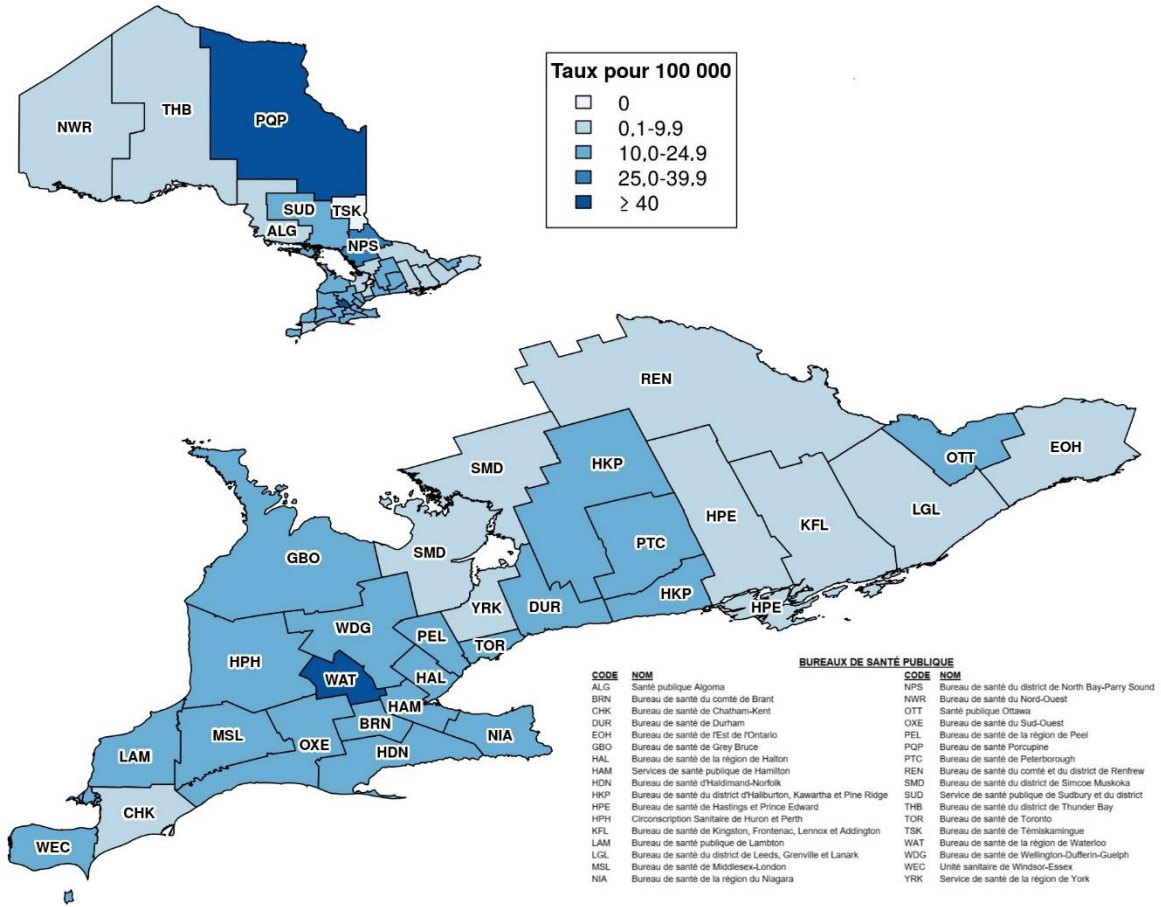 Taux pour 100 000
0
0,1-9,9
10,0-24,9
25,0-39,9
≥ 40
NWR
THB
PQP
SUD
TSK
ALG
NPS
REN
SMD
HKP
OTT
EOH
HPE
KFL
LGL
PTC
GBO
SMD
YRK
DUR
HKP
HPE
WDG
PEL
TOR
HPH
WAT
HAL
HAM
BRN
MSL
OXE
HDN
NIA
LAM
CHK
WEC
BUREAUX DE SANTÉ PUBLIQUE
CODE NOM
ALG Santé publique Algoma
BRN Bureau de santé du comté de Brant
CHK Bureau de santé de Chatham-Kent
DUR Bureau de santé de Durham
EOH Bureau de santé de l'Est de l'Ontario
GBO Bureau de santé de Grey Bruce
HAL Bureau de santé de la région de Halton
HAM Services de santé publique de Hamilton
HDN Bureau de santé d'Haldimand-Norfolk
HKP Bureau de santé du district d'Haliburton, Kawartha et Pine Ridge
HPE Bureau de santé de Hastings et Prince Edward
HPH Circonscription Sanitaire de Huron et Perth
KFL Bureau de santé de Kingston, Frontenac, Lennox et Addington
LAM Bureau de santé publique de Lambton
LGL Bureau de santé du district de Leeds, Grenville et Lanark
MSL Bureau de santé de Middlesex-London
NIA Bureau de santé de la région du Niagara
CODE NOM
NPS Bureau de santé du district de North Bay-Parry Sound
NWR Bureau de santé du Nord-Ouest
OTT Santé publique Ottawa
OXE Bureau de santé du Sud-Ouest
PEL Bureau de la région de Peel
PQP Bureau de santé Porcupine
PTC Bureau de santé de Peterborough
REN Bureau de santé du comté et du district de Renfrew
SMD Bureau de santé du district de Simcoe Muskoka
SUD Service de santé publique de Sudbury et du district
THB Bureau de santé du district de Thunder Bay
TOR Bureau de santé de Toronto
TSK Bureau de santé de Témiskamingue
WAT Bureau de santé de la région de Waterloo
WDG Bureau de santé de Wellington-Dufferin-Guelph
WEC Unité sanitaire de Windsor-Essex
YRK Service de santé de la région de York